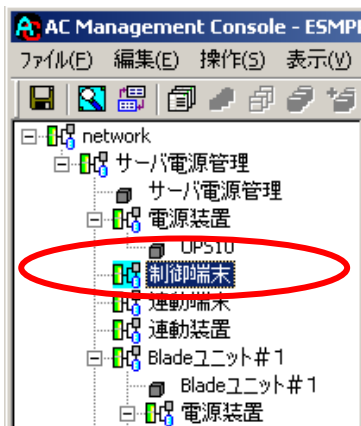 AC Management Console - ESMP
ファイル(F) 編集(E) 操作(S) 表示(V)
network
サーバ電源管理
サーバ電源管理
電源装置
UPS10
制御端末
連動端末
連動装置
Bladeユニット#1
Bladeユニット#1
電源装置